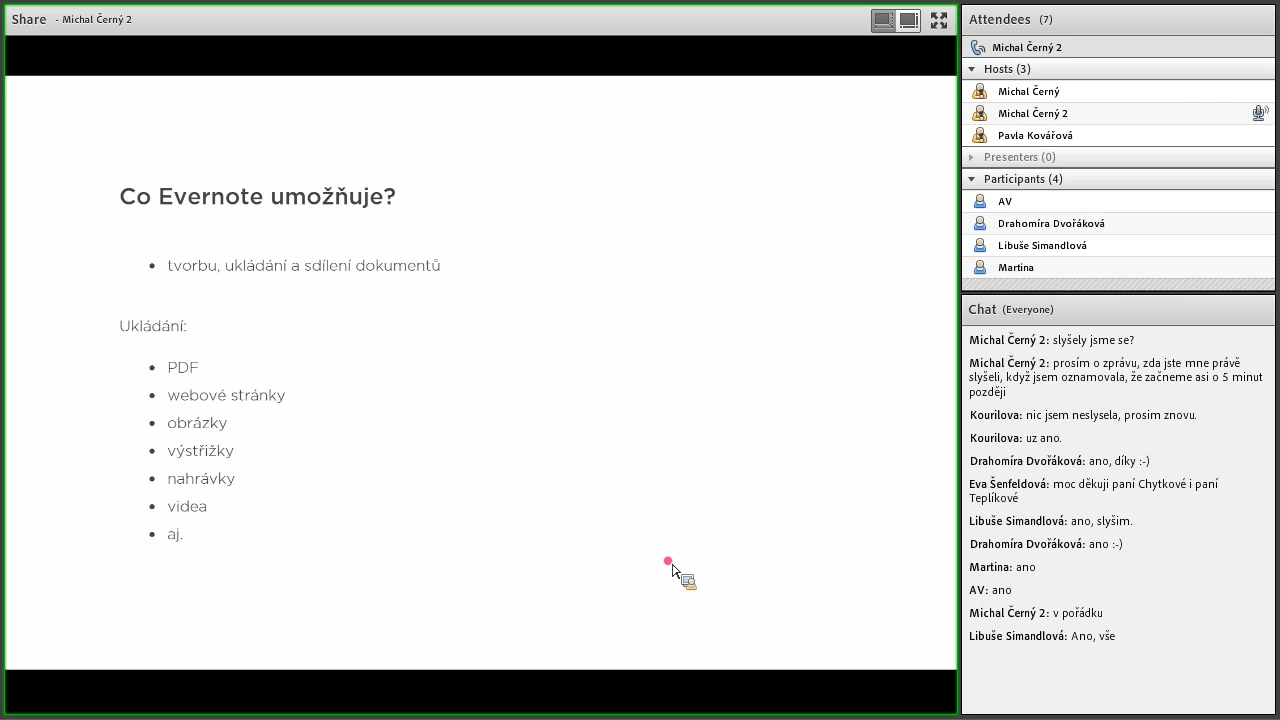 Share - Michal Černý 2
Co Evernote umožňuje?
• tvorbu, ukládání a sdílení dokumentů
Ukládání:
• PDF
• webové stránky
• obrázky
• výstřižky
• nahrávky
• videa
• aj.
Attendees (7)
Michal Černý 2
Hosts (3)
Michal Černý
Michal Černý 2
Pavla Kovářová
Presenters (0)
Participants (4)
AV
Drahomíra Dvořáková
Libuše Simandlová
Martina
Chat (Everyone)
Michal Černý 2: slyšely jsme se?
Michal Černý 2: prosím o zprávu, zda jste mne právě
slyšeli, když jsem oznamovala, že začneme asi o 5 minut
později
Kourilova: nic jsem neslysela, prosim znovu.
Kourilova: uz ano.
Drahomíra Dvořáková: ano, díky :-)
Eva Šenfeldová: moc děkuji paní Chytkové i paní
Teplíkové
Libuše Simandlová: ano, slyšim.
Drahomíra Dvořáková: ano :-)
Martina: ano
AV: ano
Michal Černý 2: v pořádku
Libuše Simandlová: Ano, vše